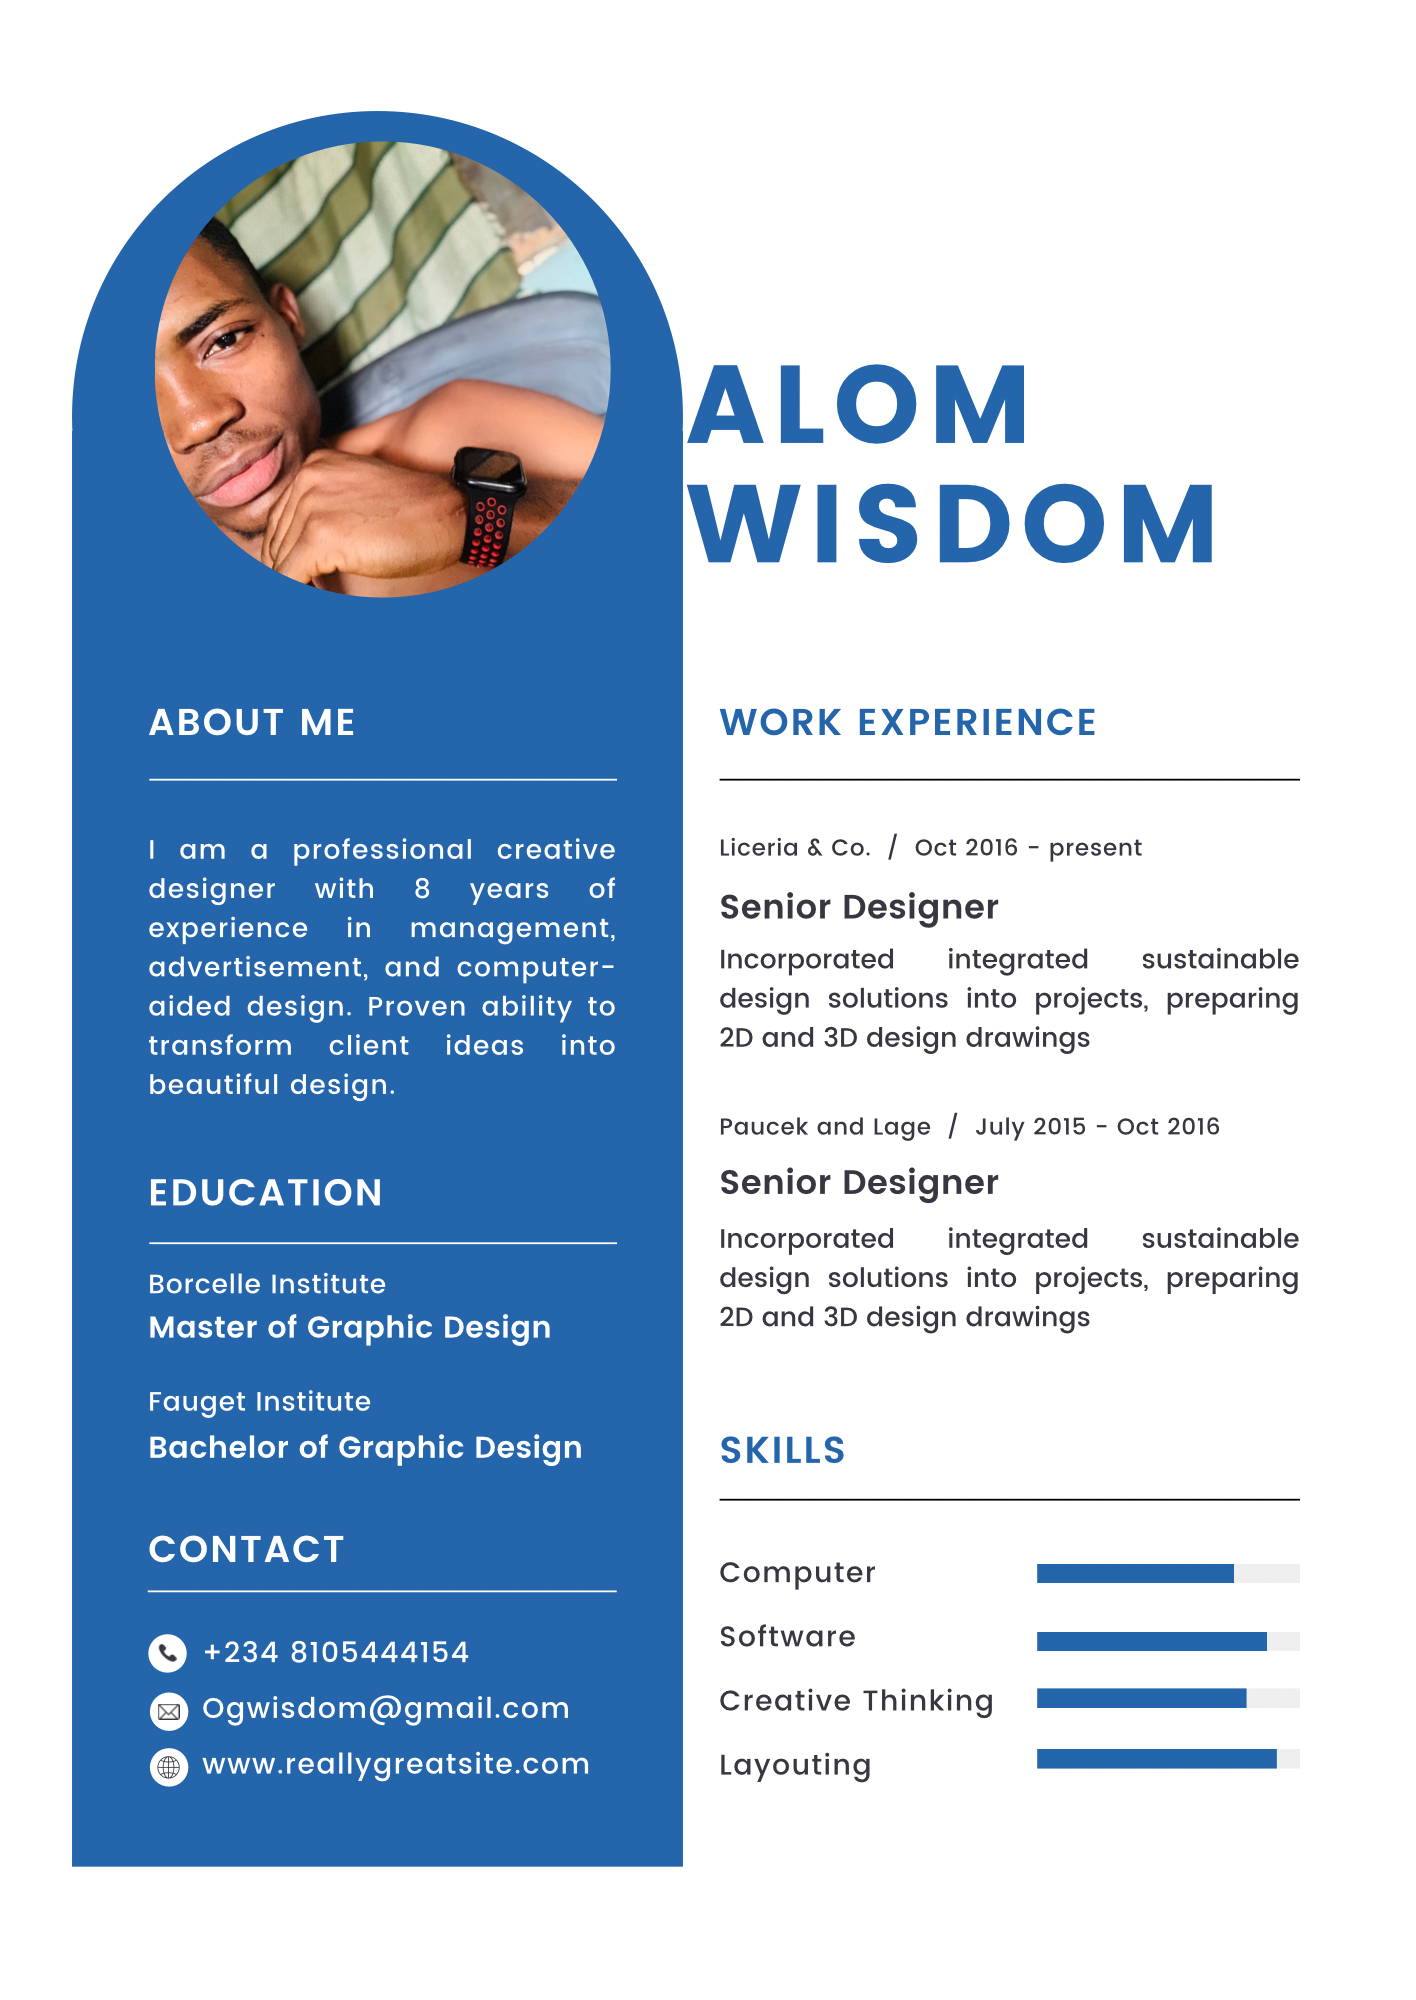 ALOM
WISDOM
ABOUT ME
I am a professional creative
designer with 8 years of
experience in management,
advertisement, and computer-
aided design. Proven ability to
transform client ideas into
beautiful design.
EDUCATION
Borcelle Institute
Master of Graphic Design
Fauget Institute
Bachelor of Graphic Design
CONTACT
+234 8105444154
Ogwisdom@gmail.com
www.reallygreatsite.com
WORK EXPERIENCE
Liceria & Co. / Oct 2016 - present
Senior Designer
Incorporated integrated sustainable
design solutions into projects, preparing
2D and 3D design drawings
Paucek and Lage / July 2015 - Oct 2016
Senior Designer
Incorporated integrated sustainable
design solutions into projects, preparing
2D and 3D design drawings
SKILLS
Computer
Software
Creative Thinking
Layouting